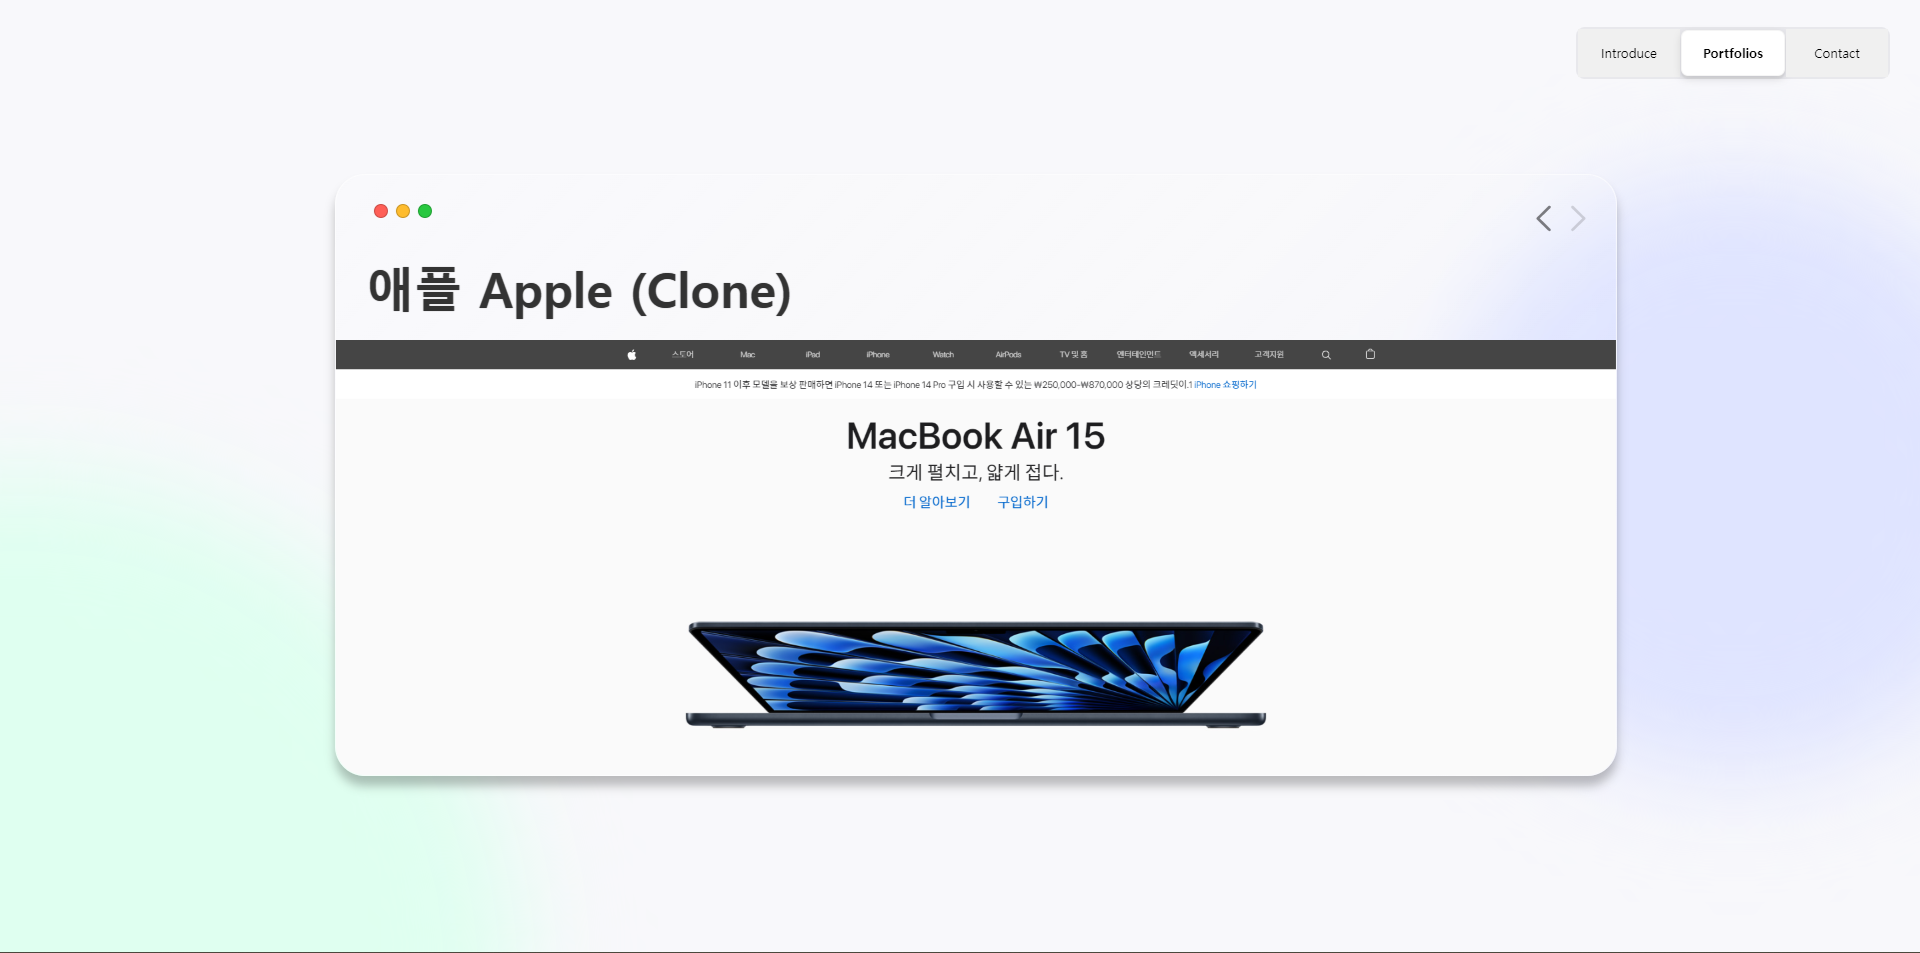 Introduce Portfolios Contact
애플 Apple (Clone)
스토어 Mac iPad iPhone Watch AirPods TV 및 홈 엔터테인먼트 액세서리 고객지원
iPhone 11 이후 모델을 보상 판매하면 iPhone 14 또는 iPhone 14 Pro 구입 시 사용할 수 있는 ₩250,000-₩870,000 상당의 크레딧이.1 iPhone 쇼핑하기
MacBook Air 15
크게 펼치고, 얇게 접다.
더 알아보기 구입하기